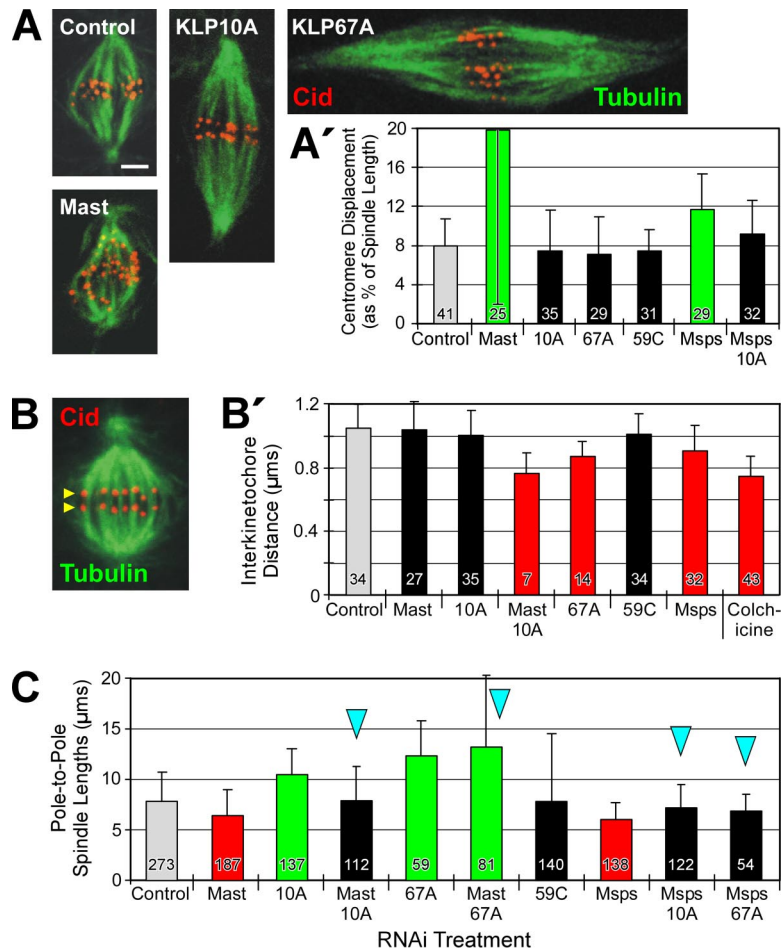 A
Control
KLP10A
KLP67A
Cid
Tubulin
Mast
A´
Centromere Displacement
(as % of Spindle Length)
20
16
12
8
4
0
41
25
35
29
31
29
32
Control
Mast
10A
67A
59C
Msps
Msps
10A
B
Cid
Tubulin
B´
Interkinetochore
Distance (µms)
1.2
0.8
0.4
0
34
27
35
7
14
34
32
43
Control
Mast
10A
Mast
10A
67A
59C
Msps
Colch-
icine
C
Pole-to-Pole
Spindle Lengths (µms)
20
15
10
5
0
273
187
137
112
59
81
140
138
122
54
Control
Mast
10A
Mast
10A
67A
Mast
67A
59C
Msps
Msps
10A
Msps
67A
RNAi Treatment